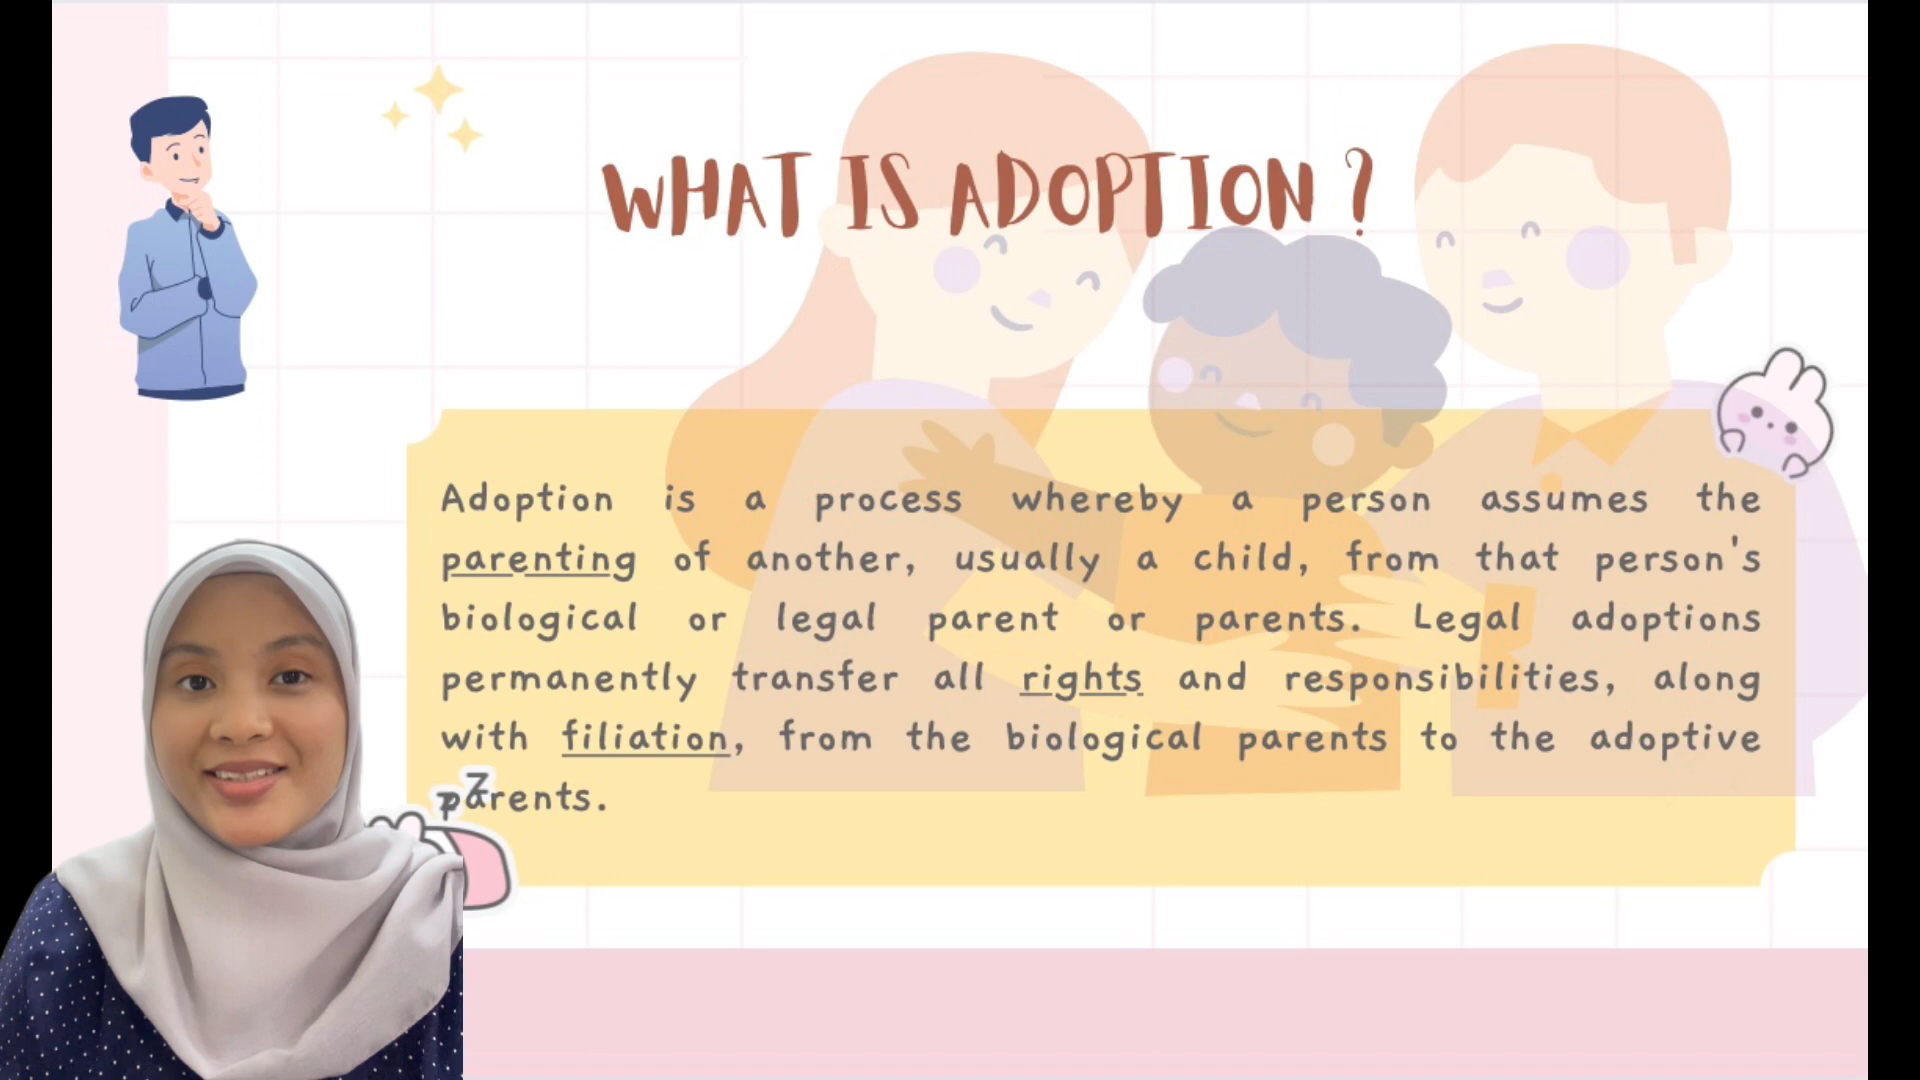 WHAT IS ADOPTION ?
Adoption is a process whereby a person assumes the
parenting of another, usually a child, from that person's
biological or legal parent or parents. Legal adoptions
permanently transfer all rights and responsibilities, along
with filiation, from the biological parents to the adoptive
parents.